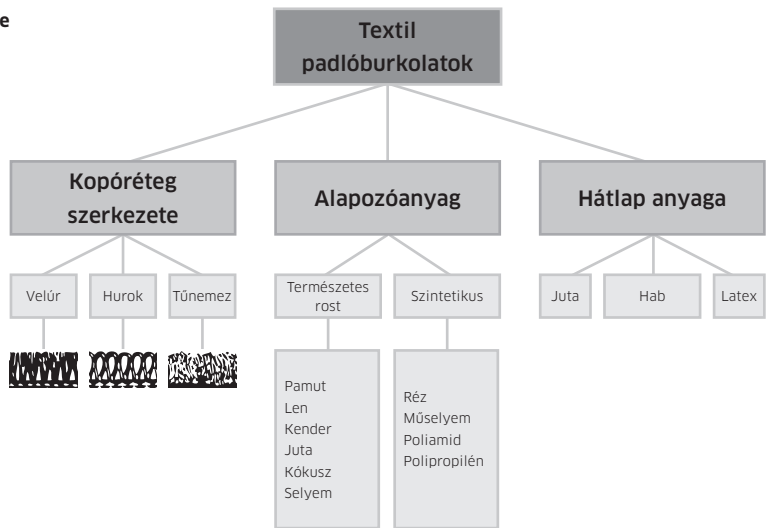 e
Textil
padlóburkolatok
Kopóréteg
szerkezete
Alapozóanyag
Hátlap anyaga
Velúr
Hurok
Tűnemez
Természetes
rost
Szintetikus
Juta
Hab
Latex
Pamut
Len
Kender
Juta
Kókusz
Selyem
Réz
Műselyem
Poliamid
Polipropilén